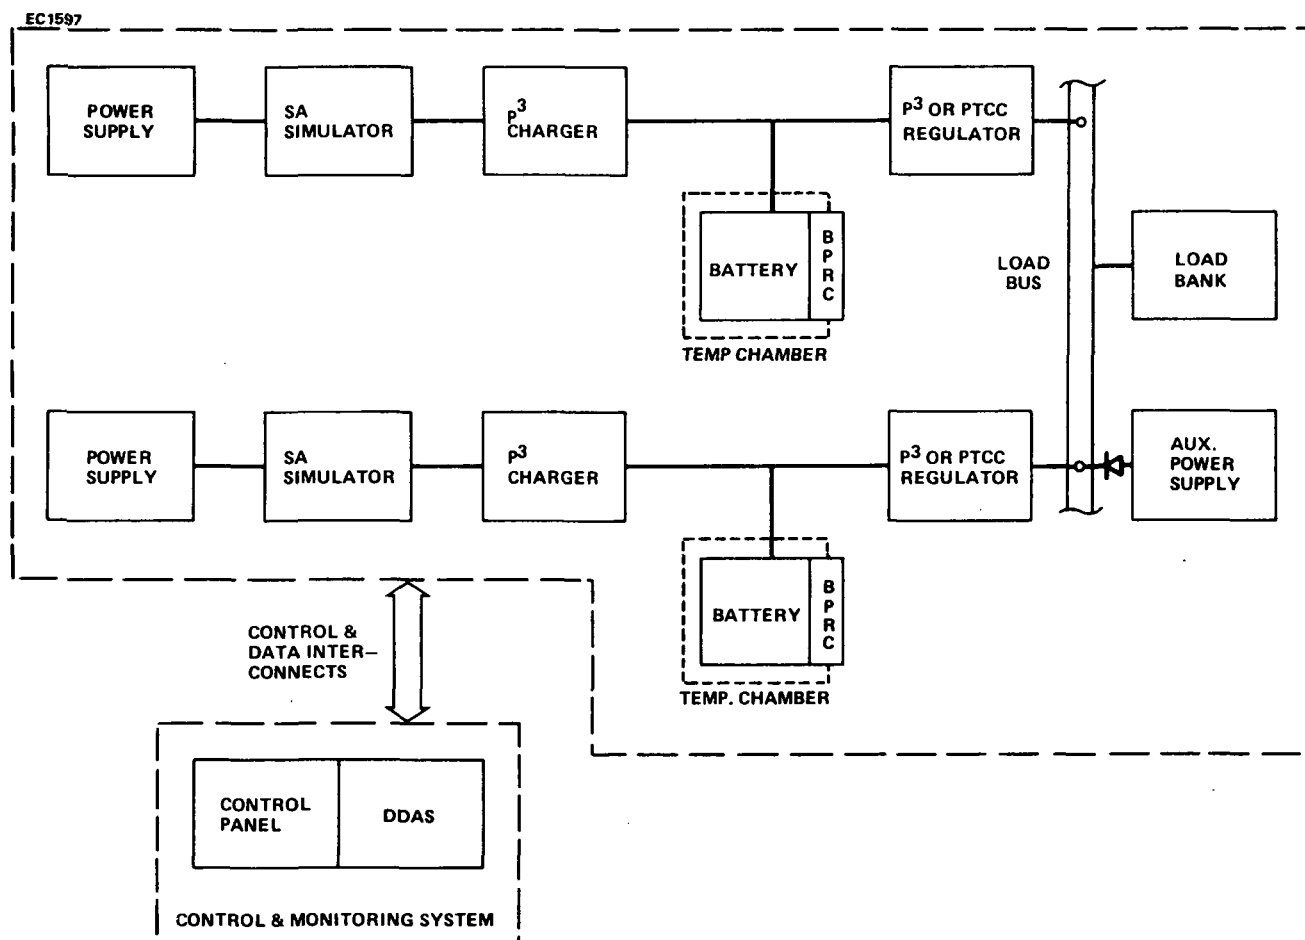 EC1597
POWER
SUPPLY
SA
SIMULATOR
P³
CHARGER
P³ OR PTCC
REGULATOR
BATTERY
B
P
R
C
TEMP CHAMBER
LOAD
BUS
LOAD
BANK
POWER
SUPPLY
SA
SIMULATOR
P³
CHARGER
P³ OR PTCC
REGULATOR
AUX.
POWER
SUPPLY
BATTERY
B
P
R
C
TEMP. CHAMBER
CONTROL &
DATA INTER–
CONNECTS
CONTROL
PANEL
DDAS
CONTROL & MONITORING SYSTEM